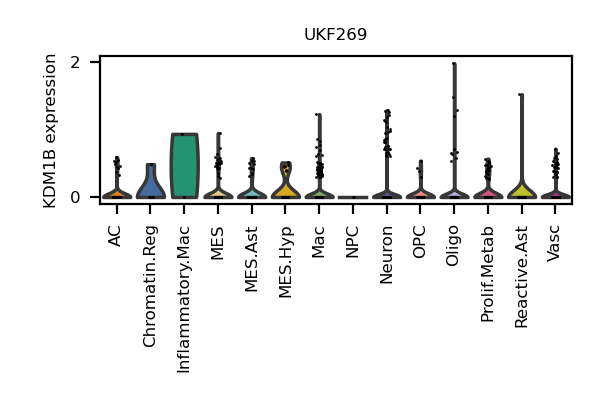 UKF269
KDM1B expression
2
0
AC
Chromatin.Reg
Inflammatory.Mac
MES
MES.Ast
MES.Hyp
Mac
NPC
Neuron
OPC
Oligo
Prolif.Metab
Reactive.Ast
Vasc